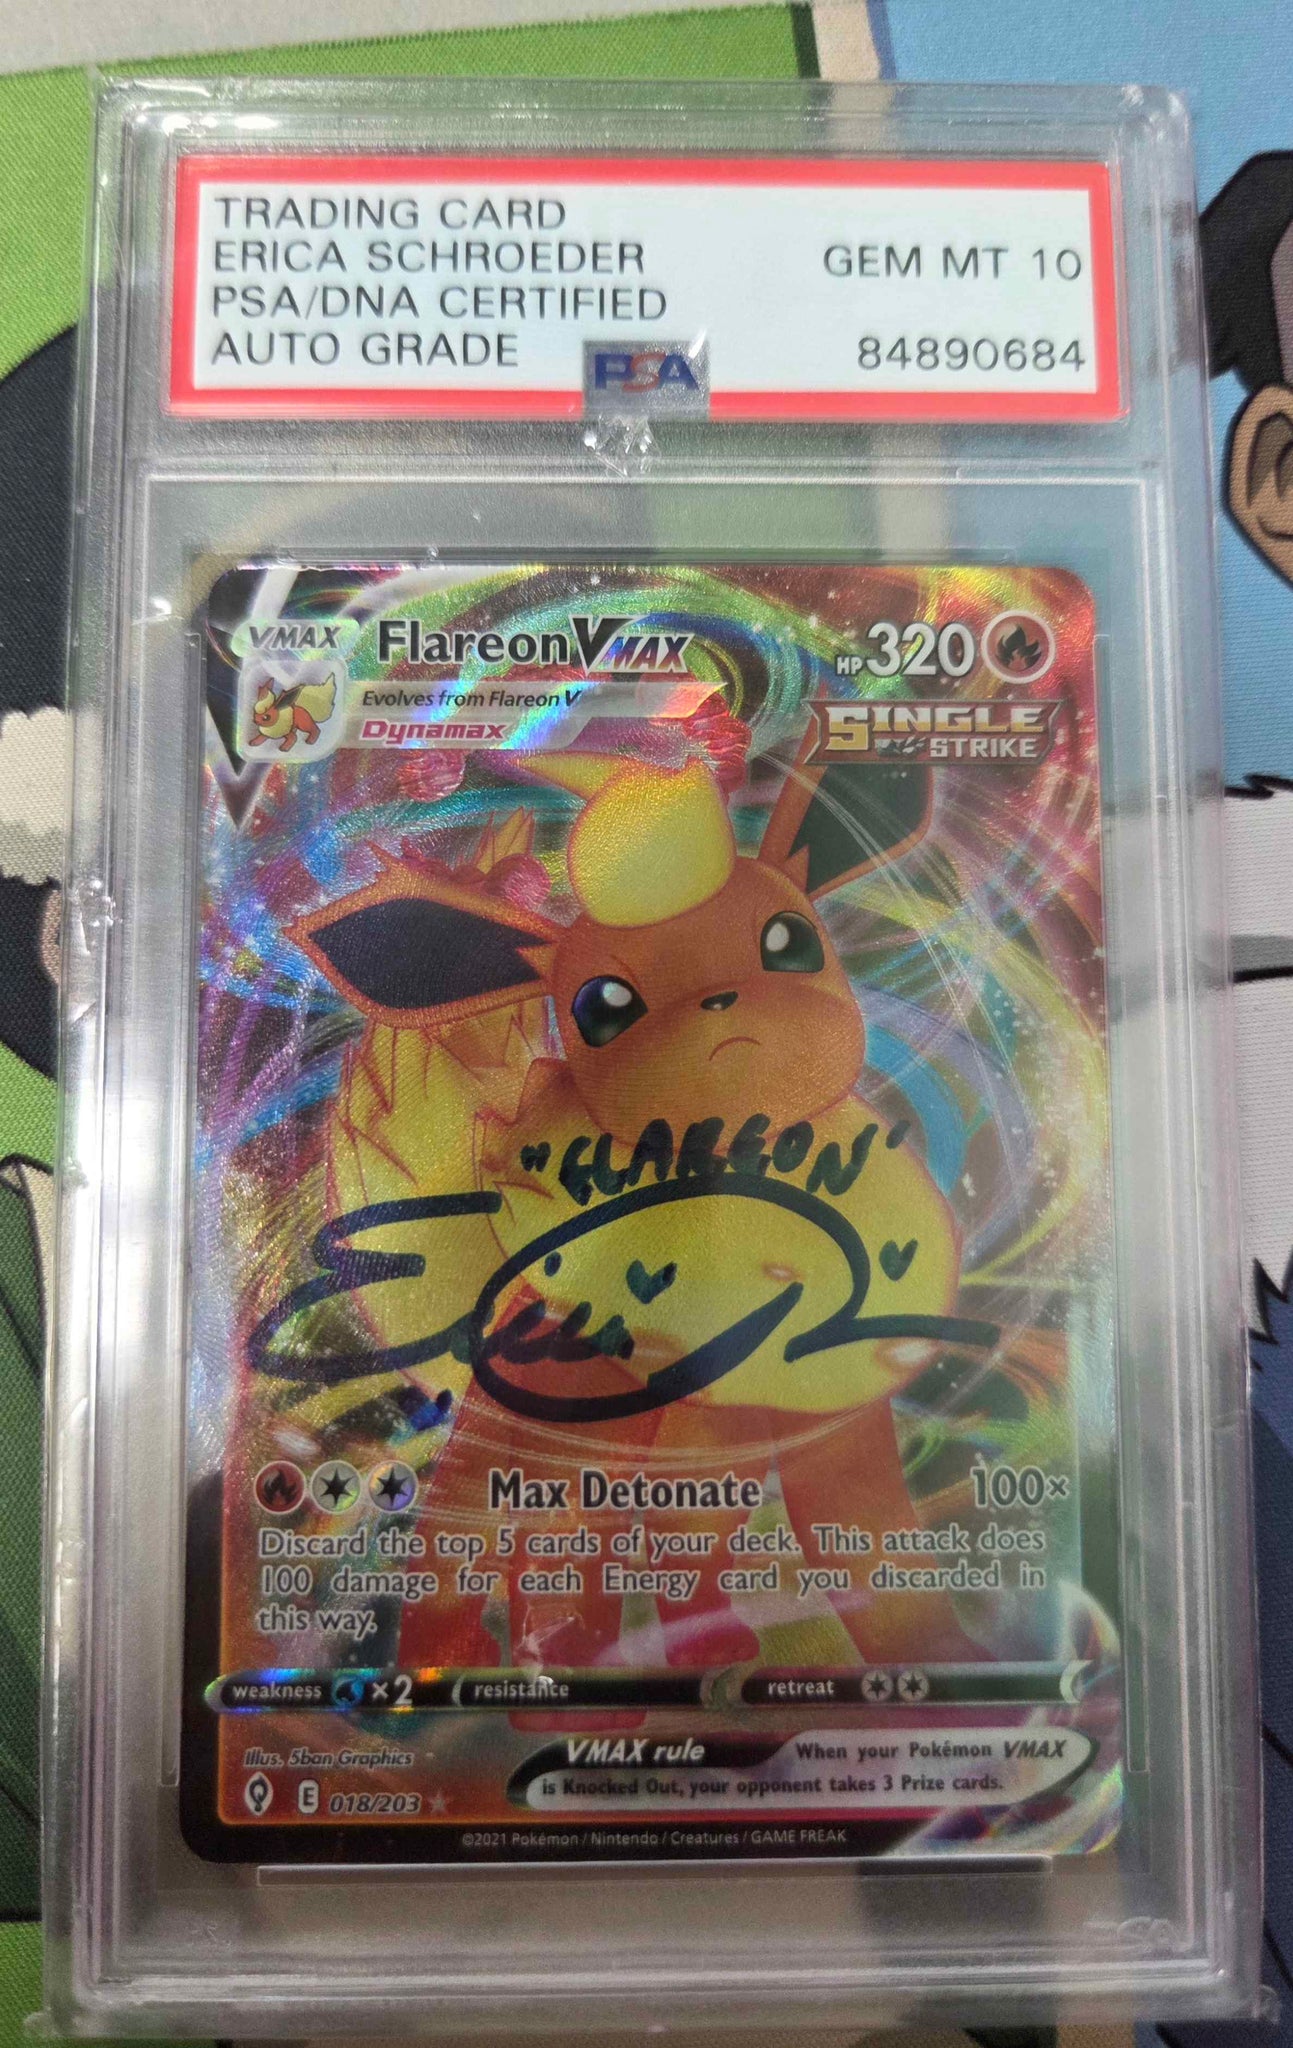 TRADING CARD
ERICA SCHROEDER
PSA/DNA CERTIFIED
AUTO GRADE
GEM MT 10
84890684
PSA
VMAX
Flareon VMAX
HP 320
Evolves from Flareon V
Dynamax
SINGLE
STRIKE
"FLAREON"
Max Detonate 100×
Discard the top 5 cards of your deck. This attack does
100 damage for each Energy card you discarded in
this way.
weakness ×2 resistance retreat
Illus. 5ban Graphics
E 018/203
VMAX rule When your Pokémon VMAX
is Knocked Out, your opponent takes 3 Prize cards.
©2021 Pokémon / Nintendo / Creatures / GAME FREAK